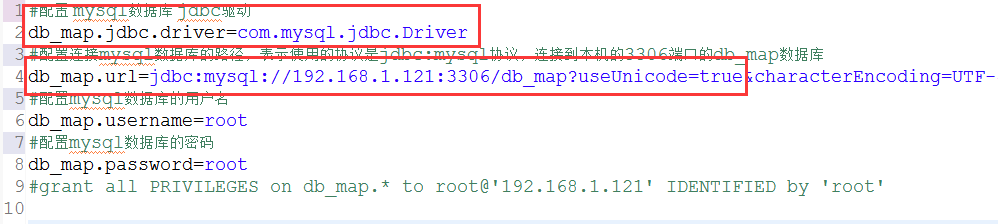 1 #配置 mysql数据库 jdbc驱动
2 db_map.jdbc.driver=com.mysql.jdbc.Driver
3 #配置连接mysql数据库的路径，表示使用的协议是jdbc:mysql协议，连接到本机的3306端口的db_map数据库
4 db_map.url=jdbc:mysql://192.168.1.121:3306/db_map?useUnicode=true&characterEncoding=UTF-
5 #配置mysql数据库的用户名
6 db_map.username=root
7 #配置mysql数据库的密码
8 db_map.password=root
9 #grant all PRIVILEGES on db_map.* to root@'192.168.1.121' IDENTIFIED by 'root'
10